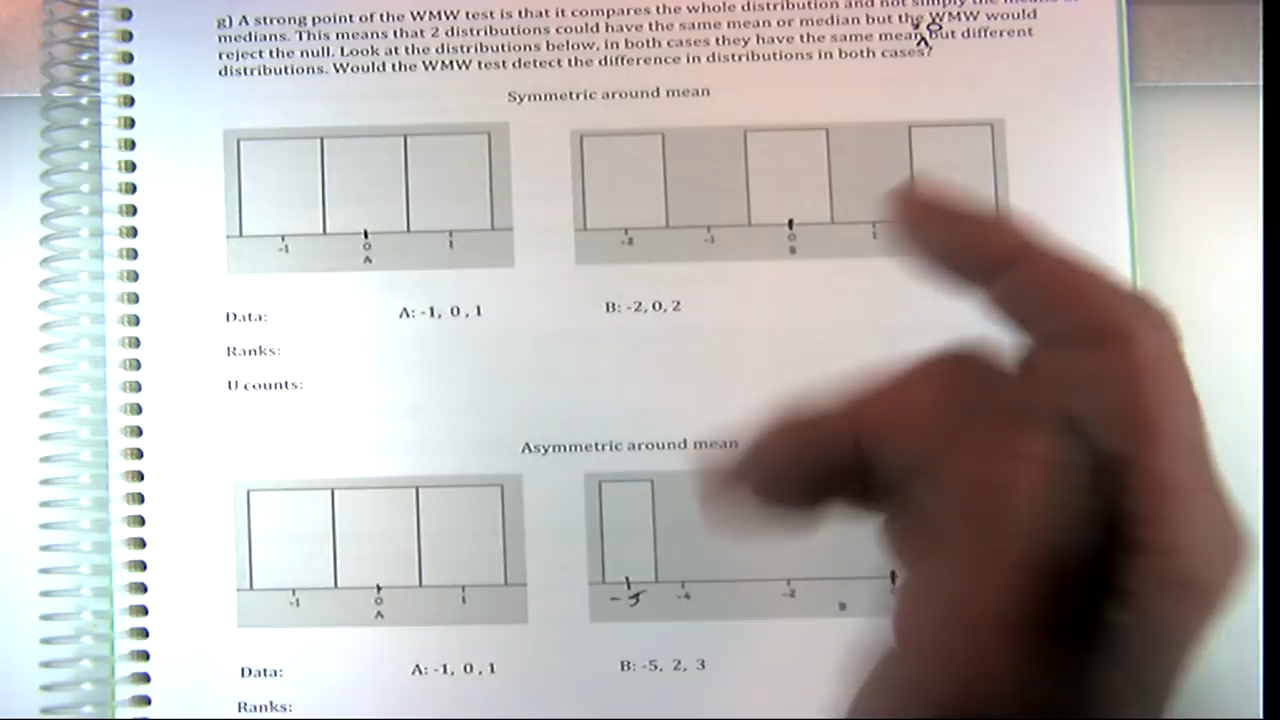 g) A strong point of the WMW test is that it compares the whole distribution and not simply the
medians. This means that 2 distributions could have the same mean or median but the WMW would
reject the null. Look at the distributions below, in both cases they have the same mean but different
distributions. Would the WMW test detect the difference in distributions in both cases?
Symmetric around mean
-1 0 1
A
-2 -1 0 1
B
Data: A: -1, 0, 1 B: -2, 0, 2
Ranks:
U counts:
Asymmetric around mean
-1 0 1
A
-5 -4 -2
B
Data: A: -1, 0, 1 B: -5, 2, 3
Ranks: